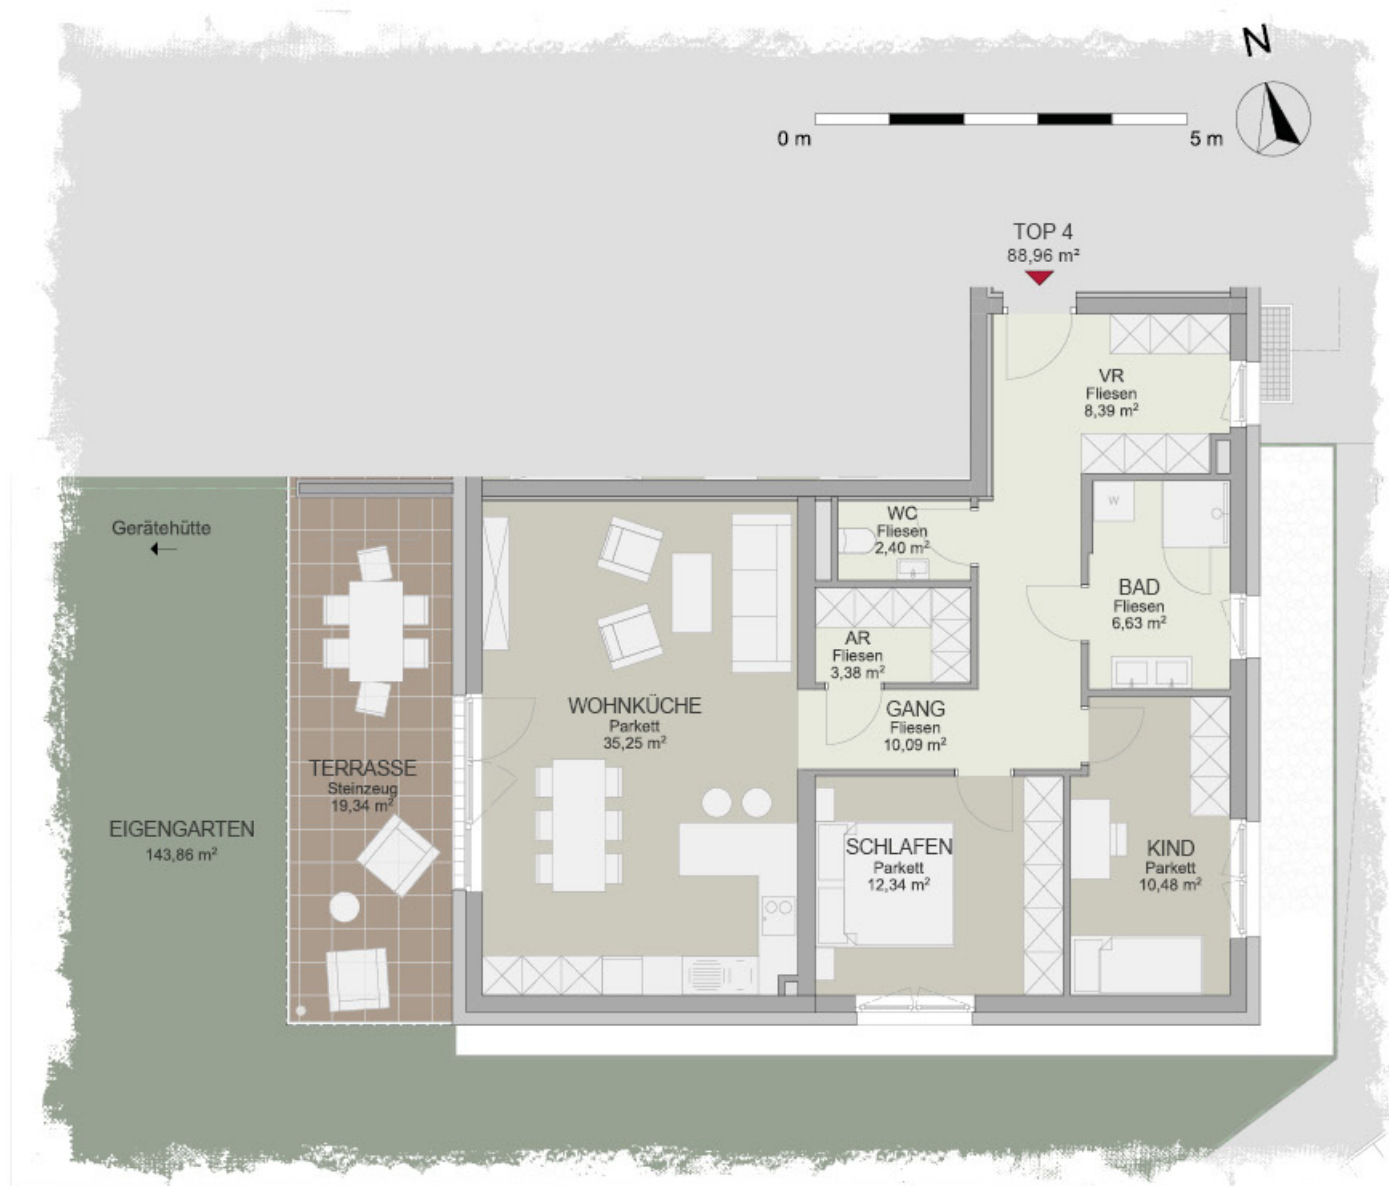 N
0 m
5 m
TOP 4
88,96 m²
VR
Fliesen
8,39 m²
Gerätehütte
WC
Fliesen
2,40 m²
W
BAD
Fliesen
6,63 m²
AR
Fliesen
3,38 m²
WOHNKÜCHE
Parkett
35,25 m²
GANG
Fliesen
10,09 m²
TERRASSE
Steinzeug
19,34 m²
EIGENGARTEN
143,86 m²
SCHLAFEN
Parkett
12,34 m²
KIND
Parkett
10,48 m²